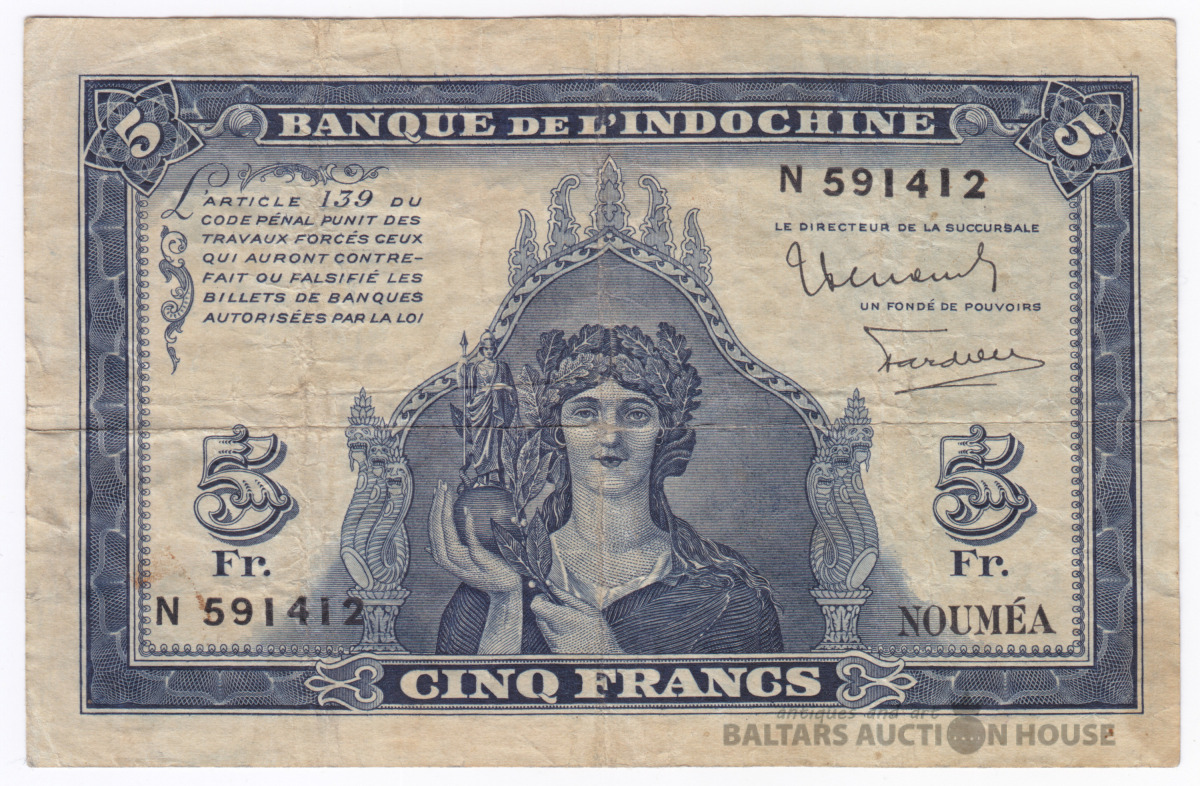 5
BANQUE DE L'INDOCHINE
5
L'ARTICLE 139 DU
CODE PÉNAL PUNIT DES
TRAVAUX FORCÉS CEUX
QUI AURONT CONTRE-
FAIT OU FALSIFIÉ LES
BILLETS DE BANQUES
AUTORISÉES PAR LA LOI
N 591412
LE DIRECTEUR DE LA SUCCURSALE
UN FONDÉ DE POUVOIRS
5
Fr.
N 591412
5
Fr.
NOUMÉA
CINQ FRANCS
antiques and art
BALTARS AUCTION HOUSE